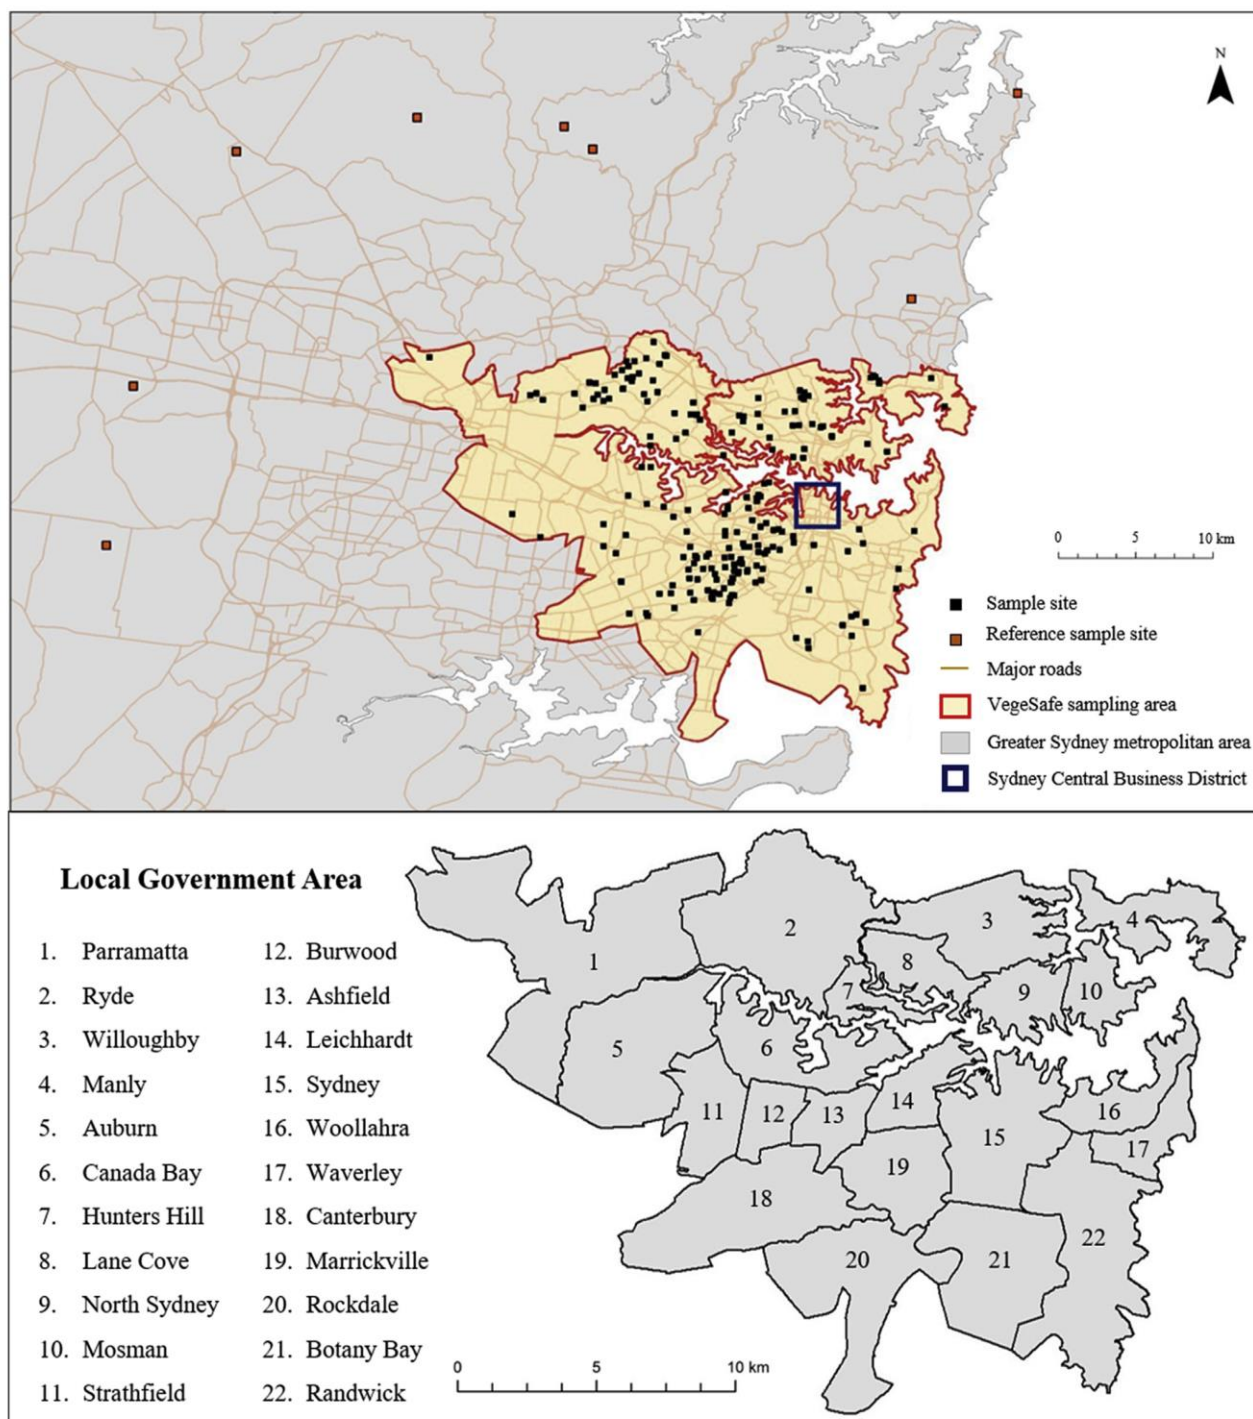 N
0 5 10 km
Sample site
Reference sample site
Major roads
VegeSafe sampling area
Greater Sydney metropolitan area
Sydney Central Business District
Local Government Area
1. Parramatta
2. Ryde
3. Willoughby
4. Manly
5. Auburn
6. Canada Bay
7. Hunters Hill
8. Lane Cove
9. North Sydney
10. Mosman
11. Strathfield
12. Burwood
13. Ashfield
14. Leichhardt
15. Sydney
16. Woollahra
17. Waverley
18. Canterbury
19. Marrickville
20. Rockdale
21. Botany Bay
22. Randwick
1
2
3
4
5
6
7
8
9
10
11
12
13
14
15
16
17
18
19
20
21
22
0 5 10 km